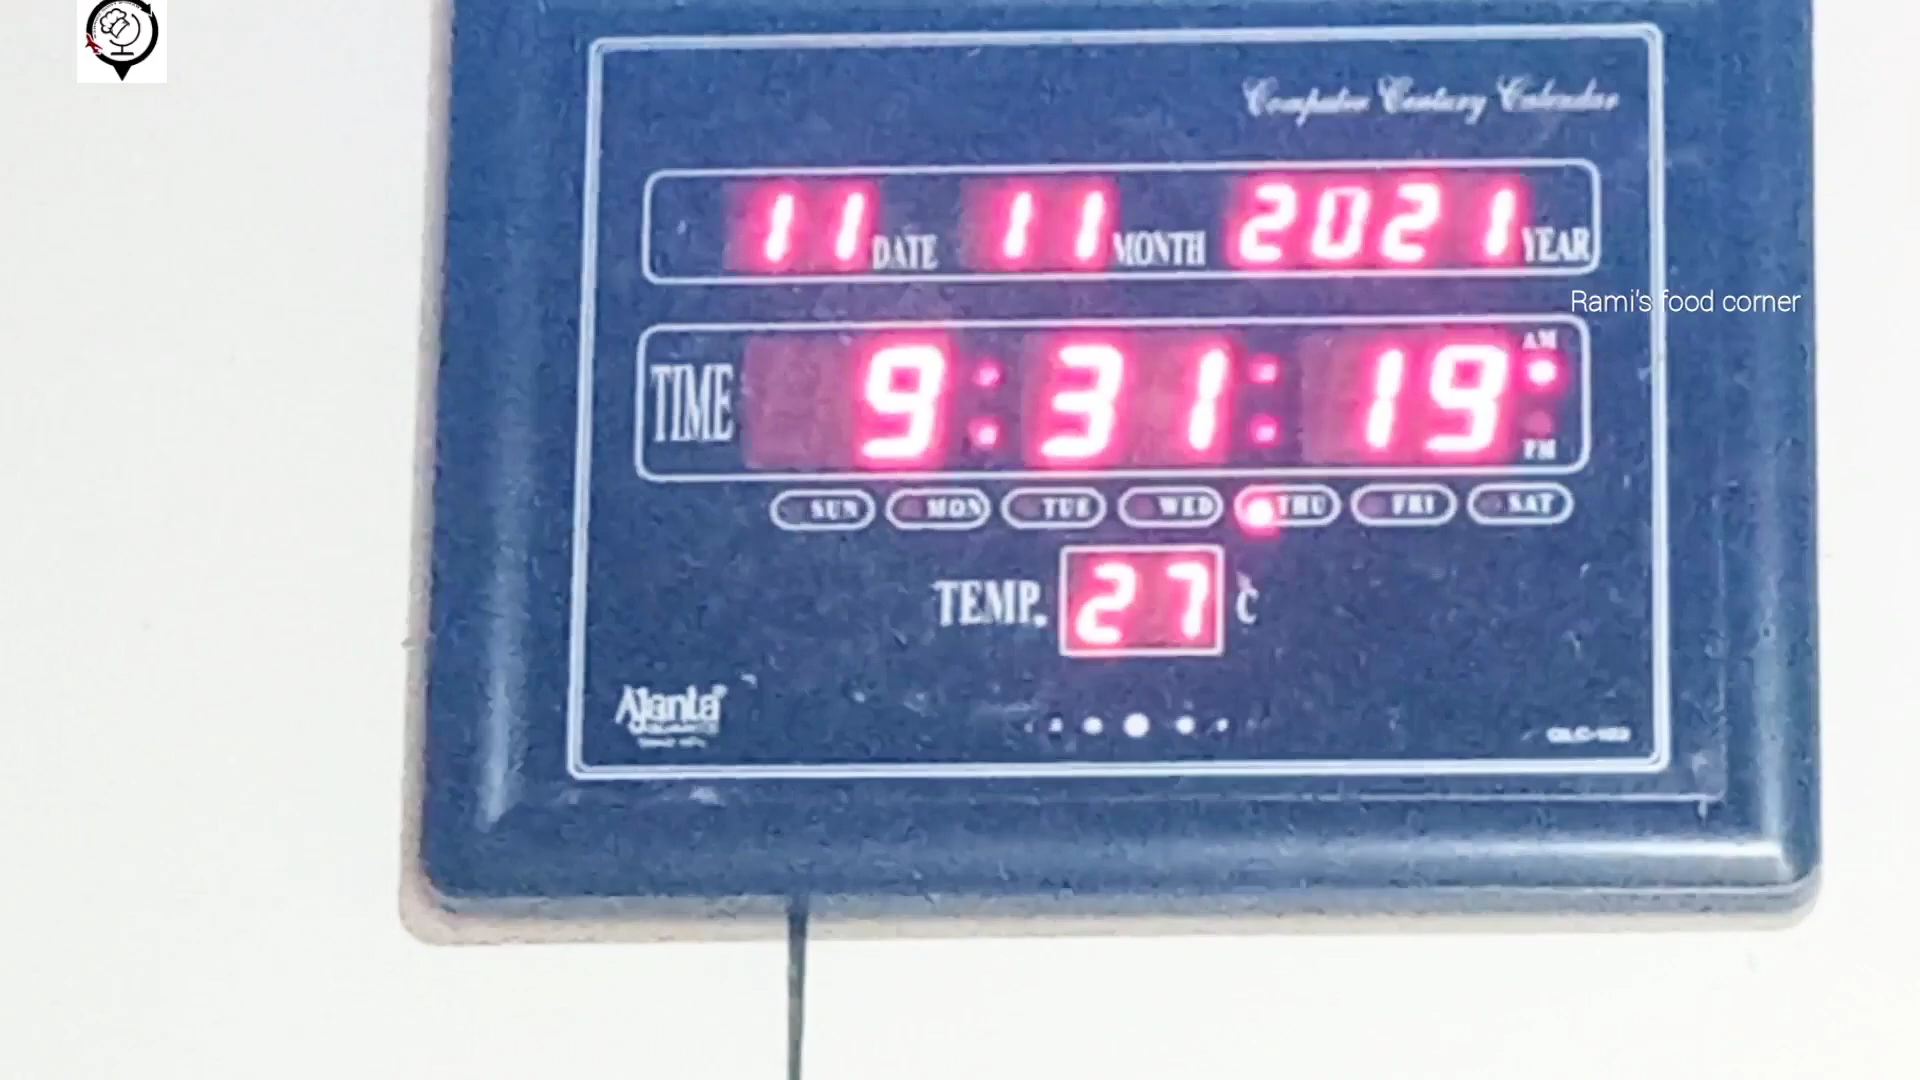 Computer Century Calendar
11 DATE 11 MONTH 2021 YEAR
Rami's food corner
AM
TIME 9:31:19
PM
SUN MON TUE WED THU FRI SAT
TEMP. 27 °C
Ajanta